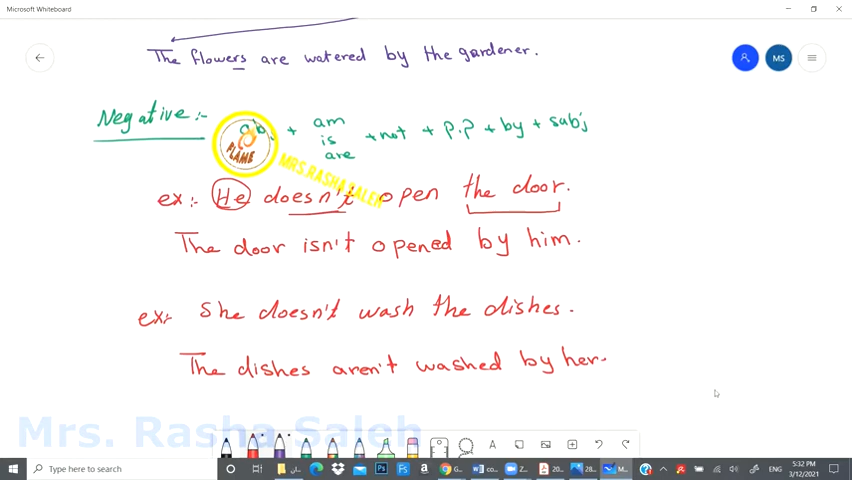 Microsoft Whiteboard
The flowers are watered by the gardener.
MS
Negative :-
obj + am is are + not + p.p + by + subj
FLAME
MRS.RASHA SALEH
ex:- He doesn't open the door.
The door isn't opened by him.
ex:- She doesn't wash the dishes.
The dishes aren't washed by her.
Mrs. Rasha Saleh
Type here to search
5:32 PM
ENG
3/12/2021